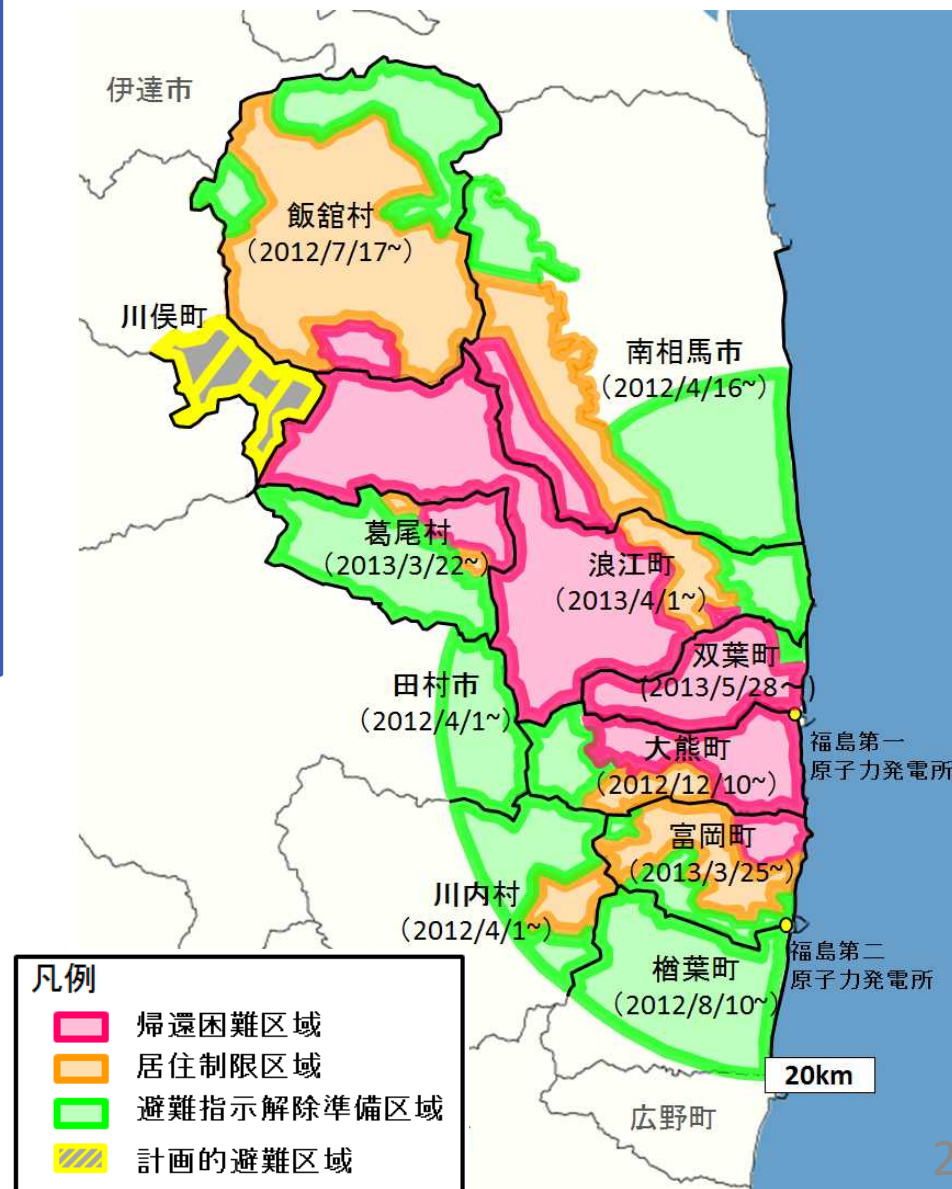 伊達市
飯舘村
（2012/7/17~）
川俣町
南相馬市
（2012/4/16~）
葛尾村
（2013/3/22~）
浪江町
（2013/4/1~）
双葉町
(2013/5/28～)
田村市
（2012/4/1~）
大熊町
（2012/12/10~）
福島第一
原子力発電所
富岡町
（2013/3/25~）
川内村
（2012/4/1~）
福島第二
原子力発電所
楢葉町
（2012/8/10~）
20km
広野町
凡例
帰還困難区域
居住制限区域
避難指示解除準備区域
計画的避難区域
2